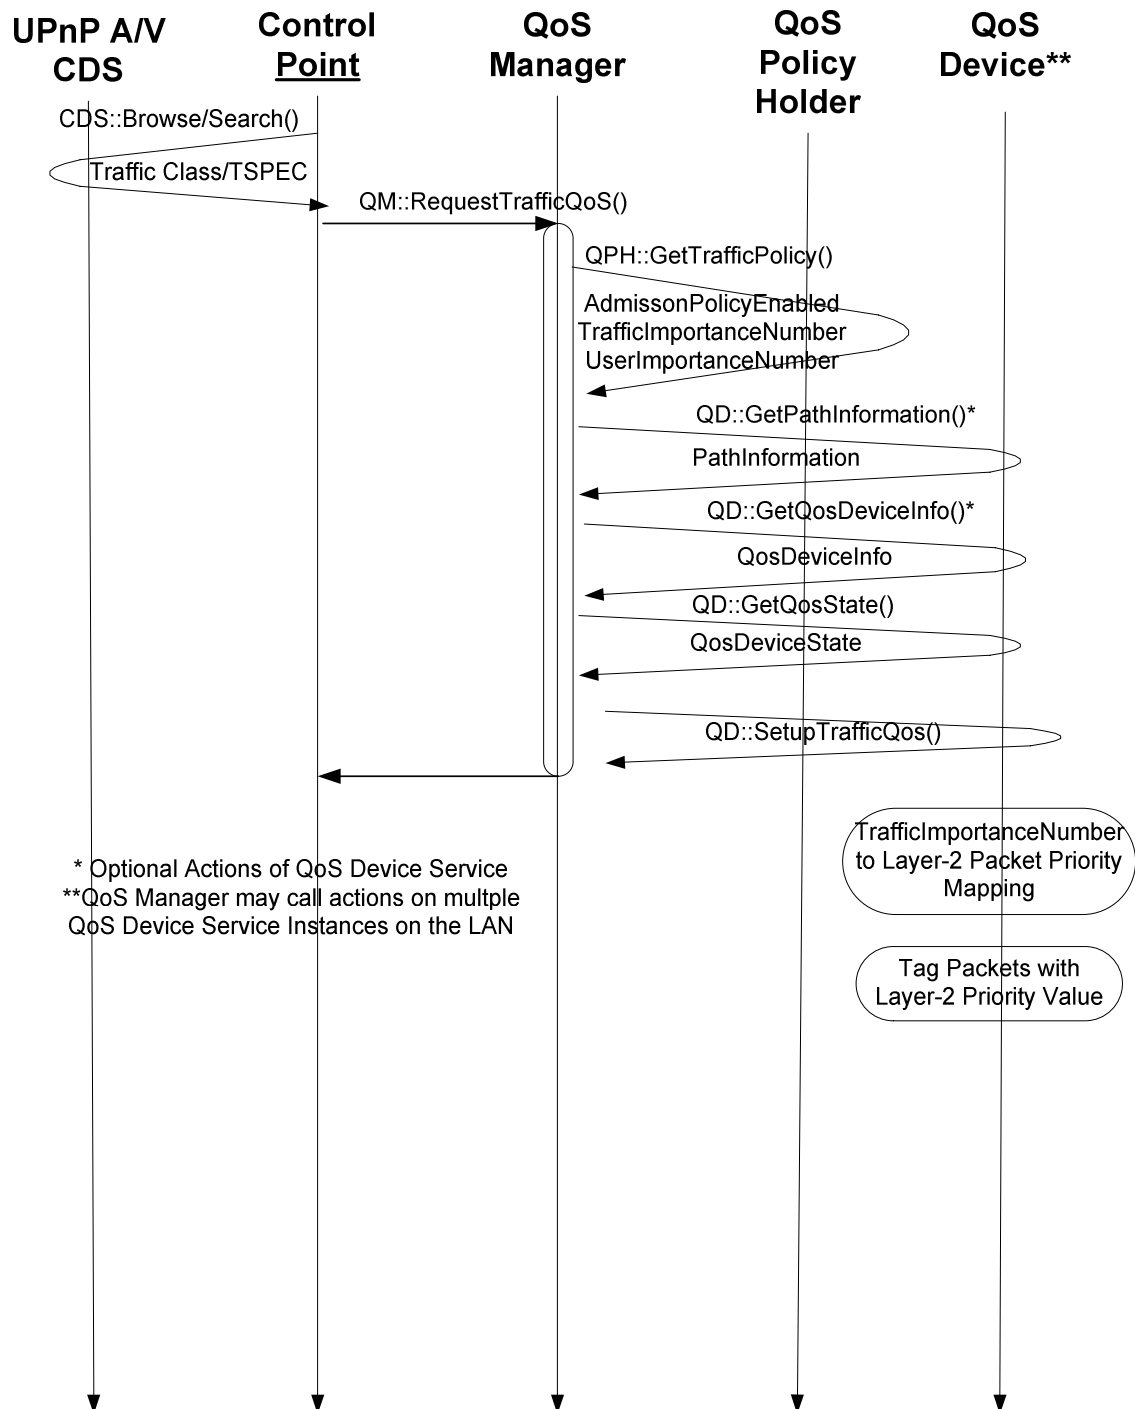 UPnP A/V
CDS
Control
Point
QoS
Manager
QoS
Policy
Holder
QoS
Device**
CDS::Browse/Search()
Traffic Class/TSPEC
QM::RequestTrafficQoS()
QPH::GetTrafficPolicy()
AdmissonPolicyEnabled
TrafficImportanceNumber
UserImportanceNumber
QD::GetPathInformation()*
PathInformation
QD::GetQosDeviceInfo()*
QosDeviceInfo
QD::GetQosState()
QosDeviceState
QD::SetupTrafficQos()
TrafficImportanceNumber
to Layer-2 Packet Priority
Mapping
* Optional Actions of QoS Device Service
**QoS Manager may call actions on multple
QoS Device Service Instances on the LAN
Tag Packets with
Layer-2 Priority Value